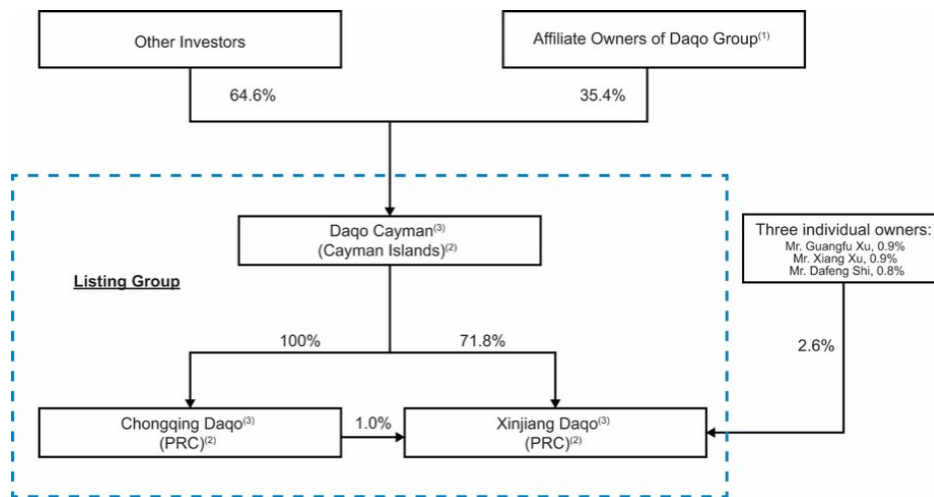 Other Investors
Affiliate Owners of Daqo Group(1)
64.6%
35.4%
Daqo Cayman(3)
(Cayman Islands)(2)
Three individual owners:
Mr. Guangfu Xu, 0.9%
Mr. Xiang Xu, 0.9%
Mr. Dafeng Shi, 0.8%
Listing Group
100%
71.8%
2.6%
Chongqing Daqo(3)
(PRC)(2)
1.0%
Xinjiang Daqo(3)
(PRC)(2)